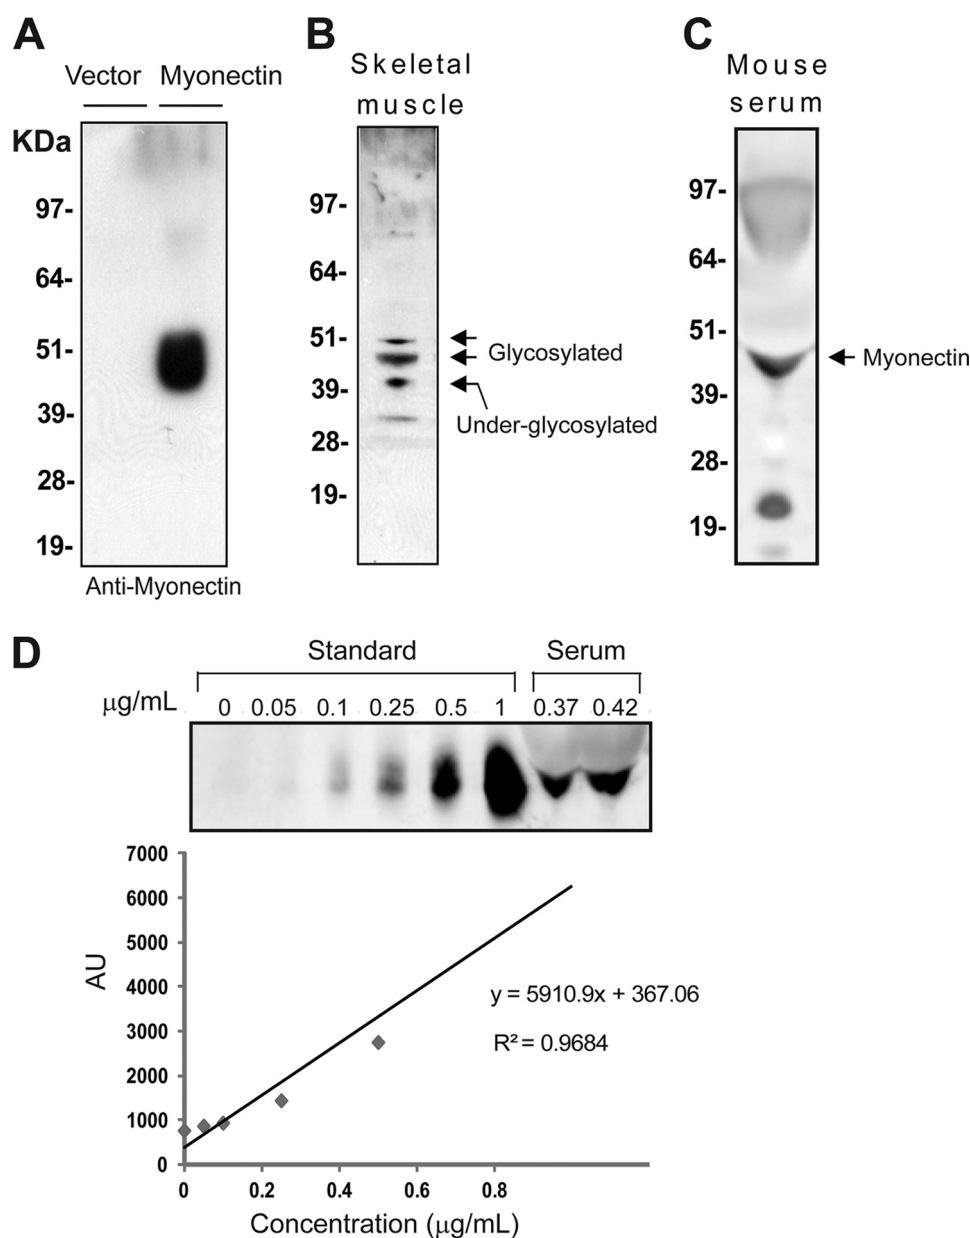 A
Vector Myonectin
KDa
97-
64-
51-
39-
28-
19-
Anti-Myonectin
B
Skeletal
muscle
97-
64-
51-
39-
28-
19-
Glycosylated
Under-glycosylated
C
Mouse
serum
97-
64-
51-
39-
28-
19-
Myonectin
D
Standard Serum
μg/mL 0 0.05 0.1 0.25 0.5 1 0.37 0.42
7000
6000
5000
4000
3000
2000
1000
0
AU
y = 5910.9x + 367.06
R² = 0.9684
0 0.2 0.4 0.6 0.8
Concentration (μg/mL)